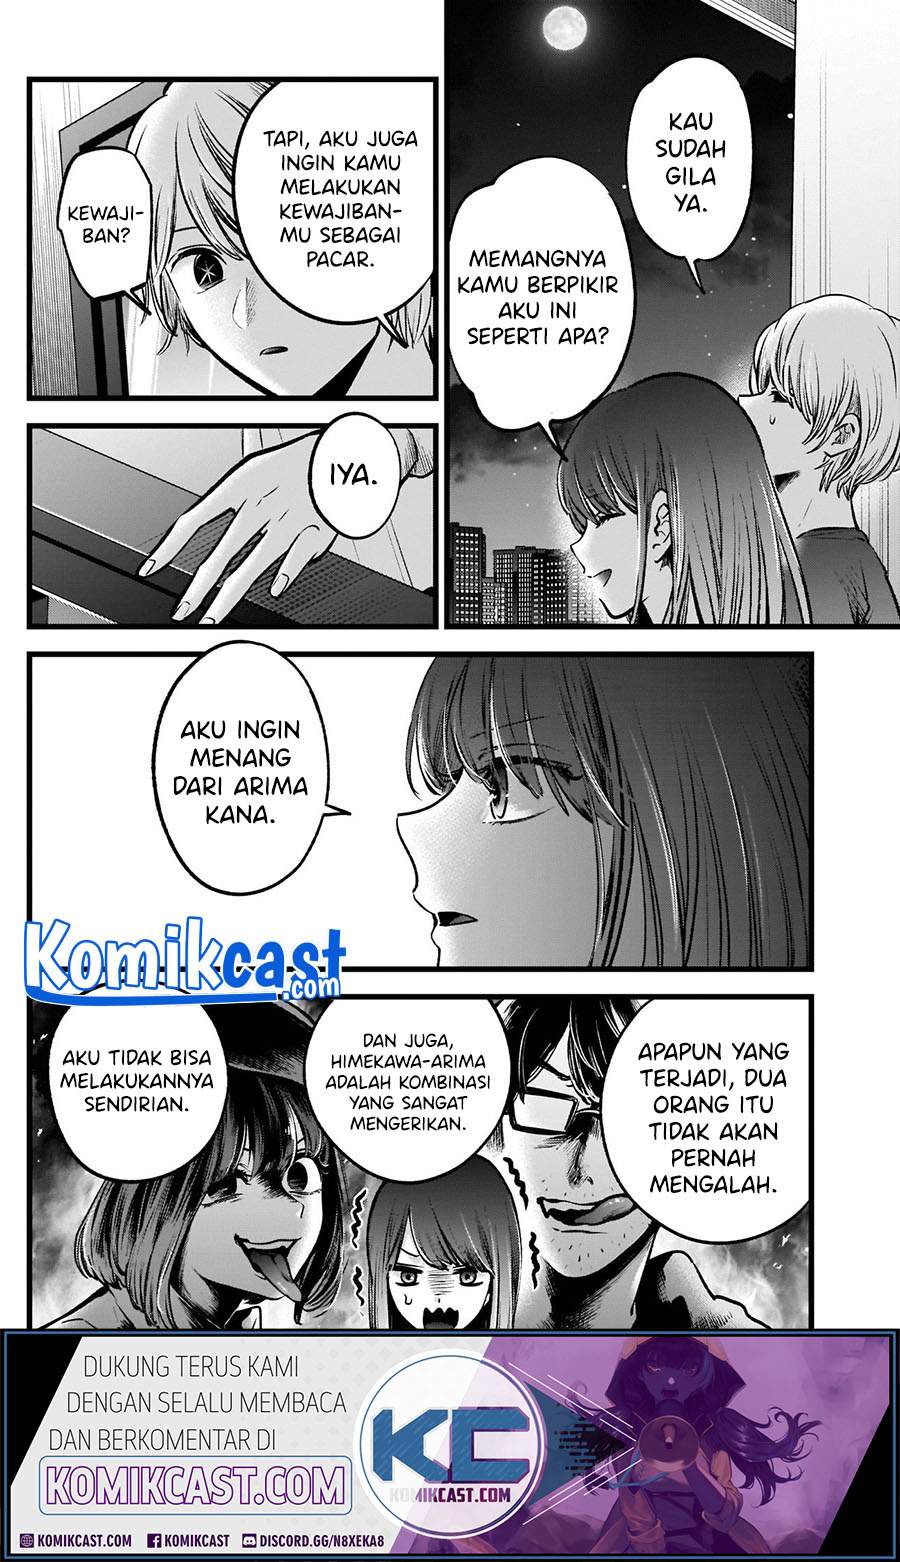 KAU
SUDAH
GILA
YA.
MEMANGNYA
KAMU BERPIKIR
AKU INI
SEPERTI APA?
TAPI, AKU JUGA
INGIN KAMU
MELAKUKAN
KEWAJIBAN-
MU SEBAGAI
PACAR.
KEWAJI-
BAN?
IYA.
AKU INGIN
MENANG
DARI ARIMA
KANA.
Komikcast
.com
APAPUN YANG
TERJADI, DUA
ORANG ITU
TIDAK AKAN
PERNAH
MENGALAH.
DAN JUGA,
HIMEKAWA-ARIMA
ADALAH KOMBINASI
YANG SANGAT
MENGERIKAN.
AKU TIDAK BISA
MELAKUKANNYA
SENDIRIAN.
DUKUNG TERUS KAMI
DENGAN SELALU MEMBACA
DAN BERKOMENTAR DI
KOMIKCAST.COM
KC
KOMIKCAST.COM
KOMIKCAST.COM
KOMIKCAST
DISCORD.GG/N8XEKA8